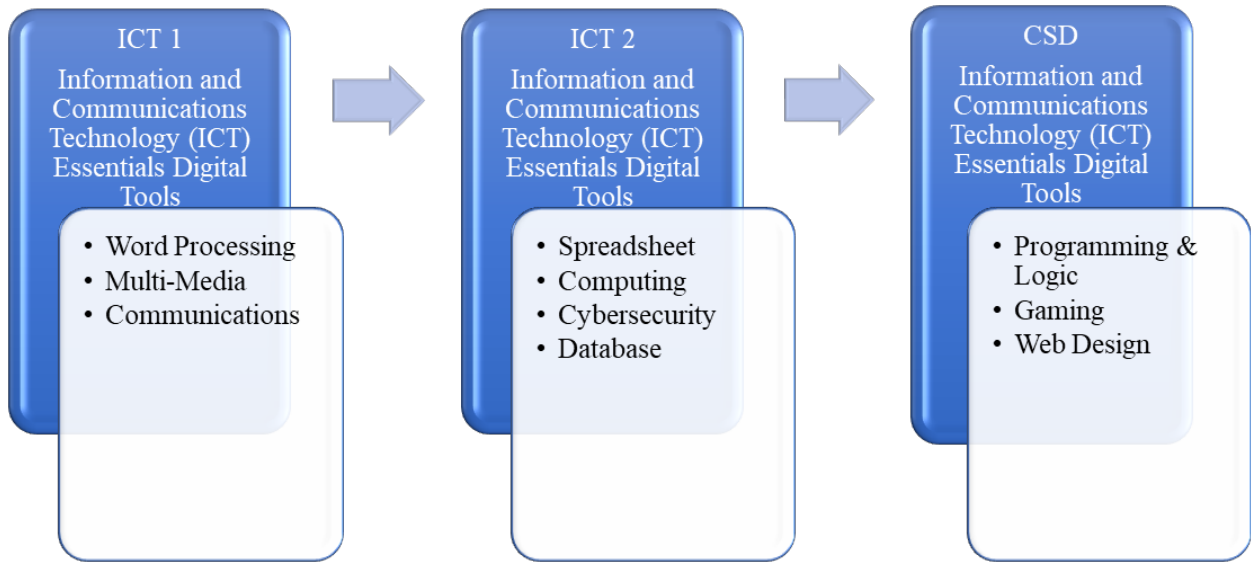 ICT 1
Information and
Communications
Technology (ICT)
Essentials Digital
Tools
• Word Processing
• Multi-Media
• Communications
ICT 2
Information and
Communications
Technology (ICT)
Essentials Digital
Tools
• Spreadsheet
• Computing
• Cybersecurity
• Database
CSD
Information and
Communications
Technology (ICT)
Essentials Digital
Tools
• Programming &
Logic
• Gaming
• Web Design